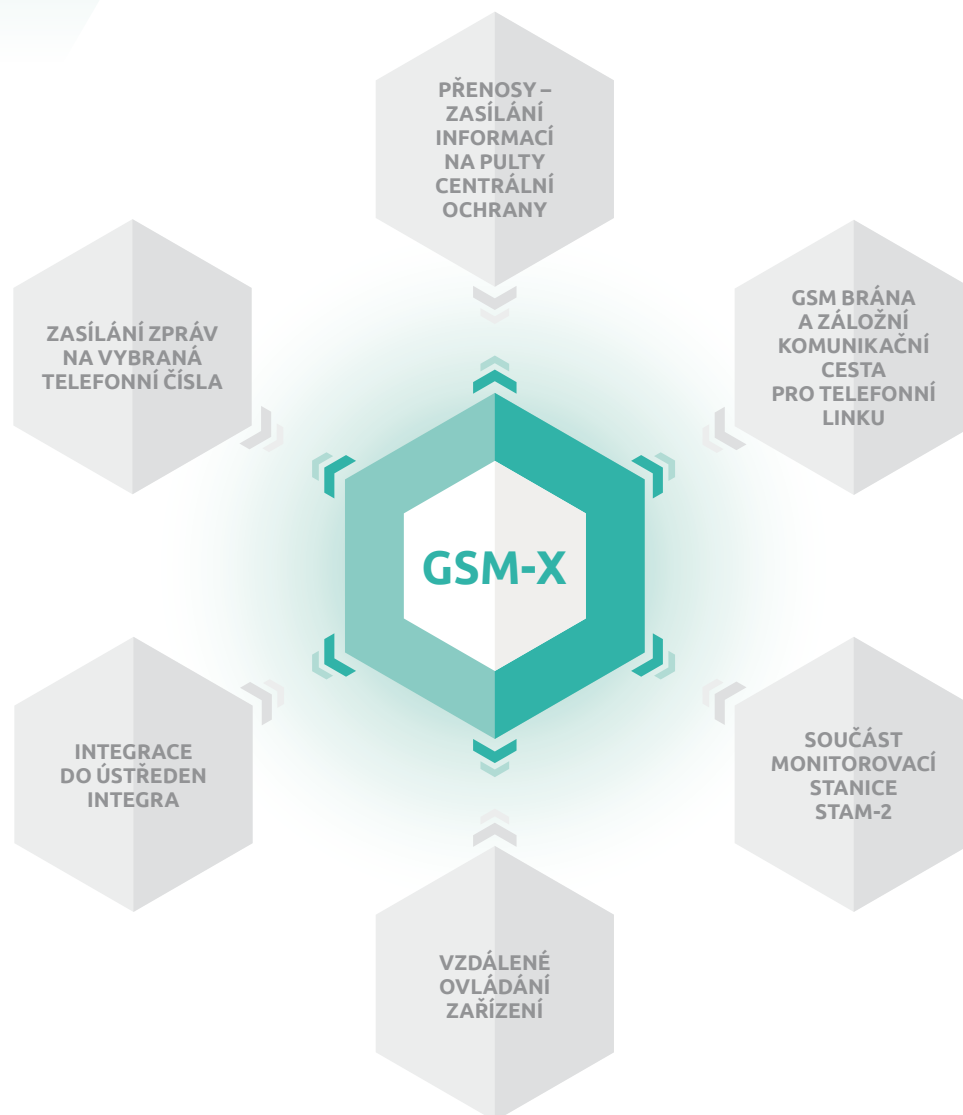 PŘENOSY –
ZASÍLÁNÍ
INFORMACÍ
NA PULTY
CENTRÁLNÍ
OCHRANY
ZASÍLÁNÍ ZPRÁV
NA VYBRANÁ
TELEFONNÍ ČÍSLA
GSM BRÁNA
A ZÁLOŽNÍ
KOMUNIKAČNÍ
CESTA
PRO TELEFONNÍ
LINKU
GSM-X
INTEGRACE
DO ÚSTŘEDEN
INTEGRA
SOUČÁST
MONITOROVACÍ
STANICE
STAM-2
VZDÁLENÉ
OVLÁDÁNÍ
ZAŘÍZENÍ